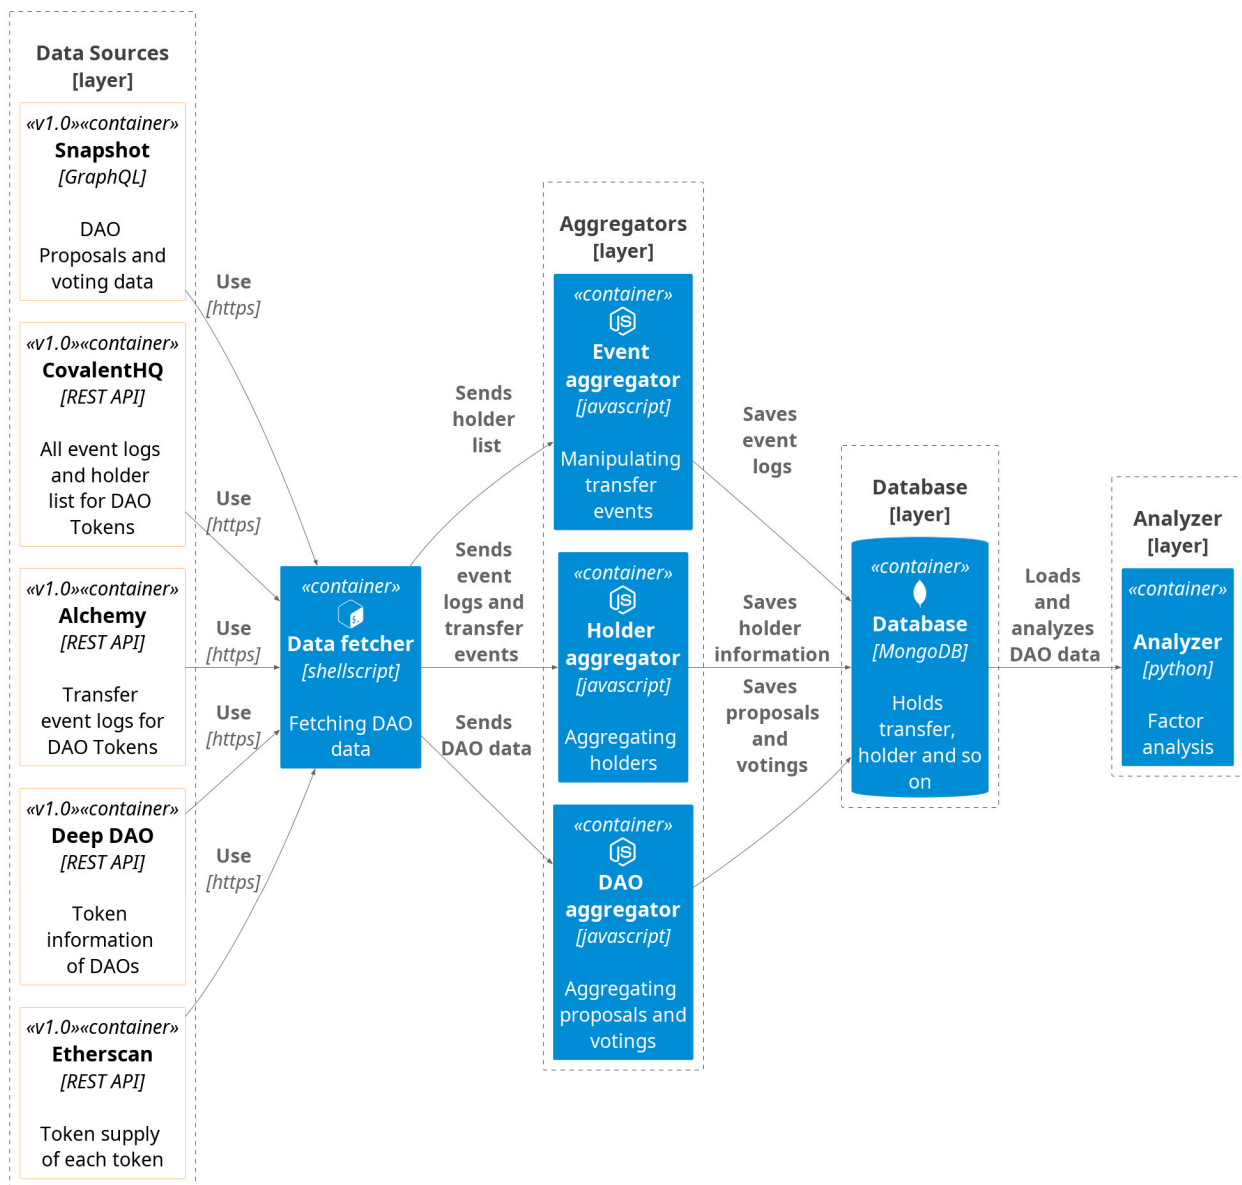 Data Sources
[layer]
«v1.0»«container»
Snapshot
[GraphQL]
DAO
Proposals and
voting data
«v1.0»«container»
CovalentHQ
[REST API]
All event logs
and holder
list for DAO
Tokens
«v1.0»«container»
Alchemy
[REST API]
Transfer
event logs for
DAO Tokens
«v1.0»«container»
Deep DAO
[REST API]
Token
information
of DAOs
«v1.0»«container»
Etherscan
[REST API]
Token supply
of each token
Use
[https]
Use
[https]
Use
[https]
Use
[https]
Use
[https]
«container»
Data fetcher
[shellscript]
Fetching DAO
data
Sends
holder
list
Sends
event
logs and
transfer
events
Sends
DAO data
Aggregators
[layer]
«container»
JS
Event
aggregator
[javascript]
Manipulating
transfer
events
«container»
JS
Holder
aggregator
[javascript]
Aggregating
holders
«container»
JS
DAO
aggregator
[javascript]
Aggregating
proposals and
votings
Saves
event
logs
Saves
holder
information
Saves
proposals
and
votings
Database
[layer]
«container»
Database
[MongoDB]
Holds
transfer,
holder and so
on
Loads
and
analyzes
DAO data
Analyzer
[layer]
«container»
Analyzer
[python]
Factor
analysis